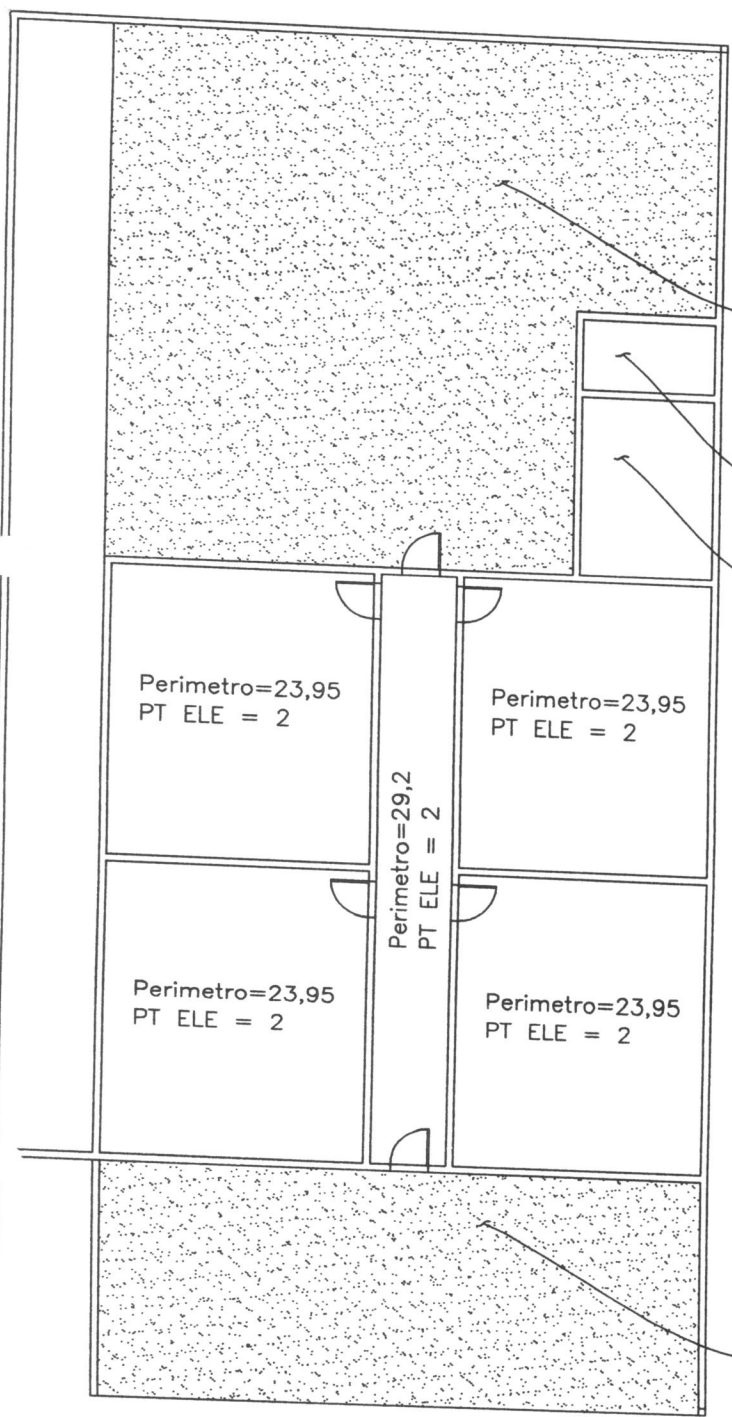 Perimetro=23,95
PT ELE = 2
Perimetro=23,95
PT ELE = 2
Perimetro=29,2
PT ELE = 2
Perimetro=23,95
PT ELE = 2
Perimetro=23,95
PT ELE = 2